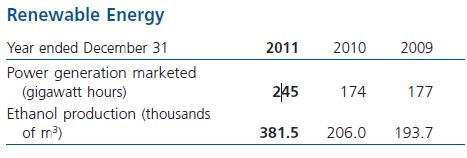 Renewable Energy
Year ended December 31 2011 2010 2009
Power generation marketed
(gigawatt hours) 245 174 177
Ethanol production (thousands
of m³) 381.5 206.0 193.7